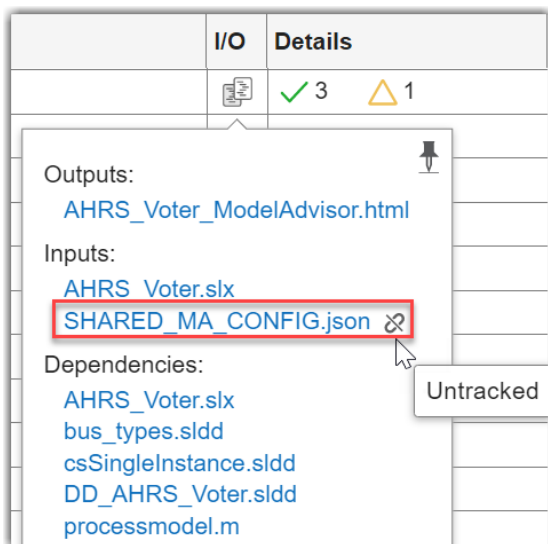 I/O Details
3 1
Outputs:
AHRS_Voter_ModelAdvisor.html
Inputs:
AHRS_Voter.slx
SHARED_MA_CONFIG.json
Untracked
Dependencies:
AHRS_Voter.slx
bus_types.sldd
csSingleInstance.sldd
DD_AHRS_Voter.sldd
processmodel.m